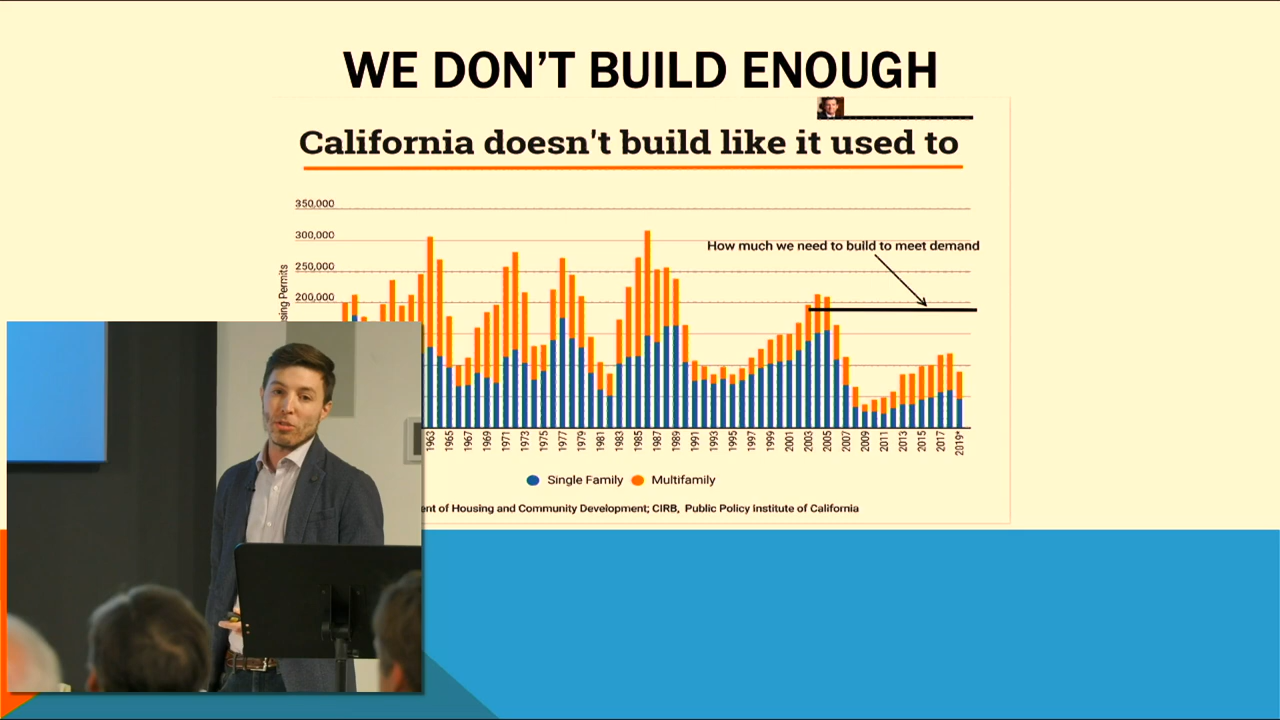 WE DON'T BUILD ENOUGH
California doesn't build like it used to
350,000
300,000
250,000
200,000
How much we need to build to meet demand
Permits
1963 1965 1967 1969 1971 1973 1975 1977 1979 1981 1983 1985 1987 1989 1991 1993 1995 1997 1999 2001 2003 2005 2007 2009 2011 2013 2015 2017 2019*
Single Family Multifamily
of Housing and Community Development; CIRB, Public Policy Institute of California